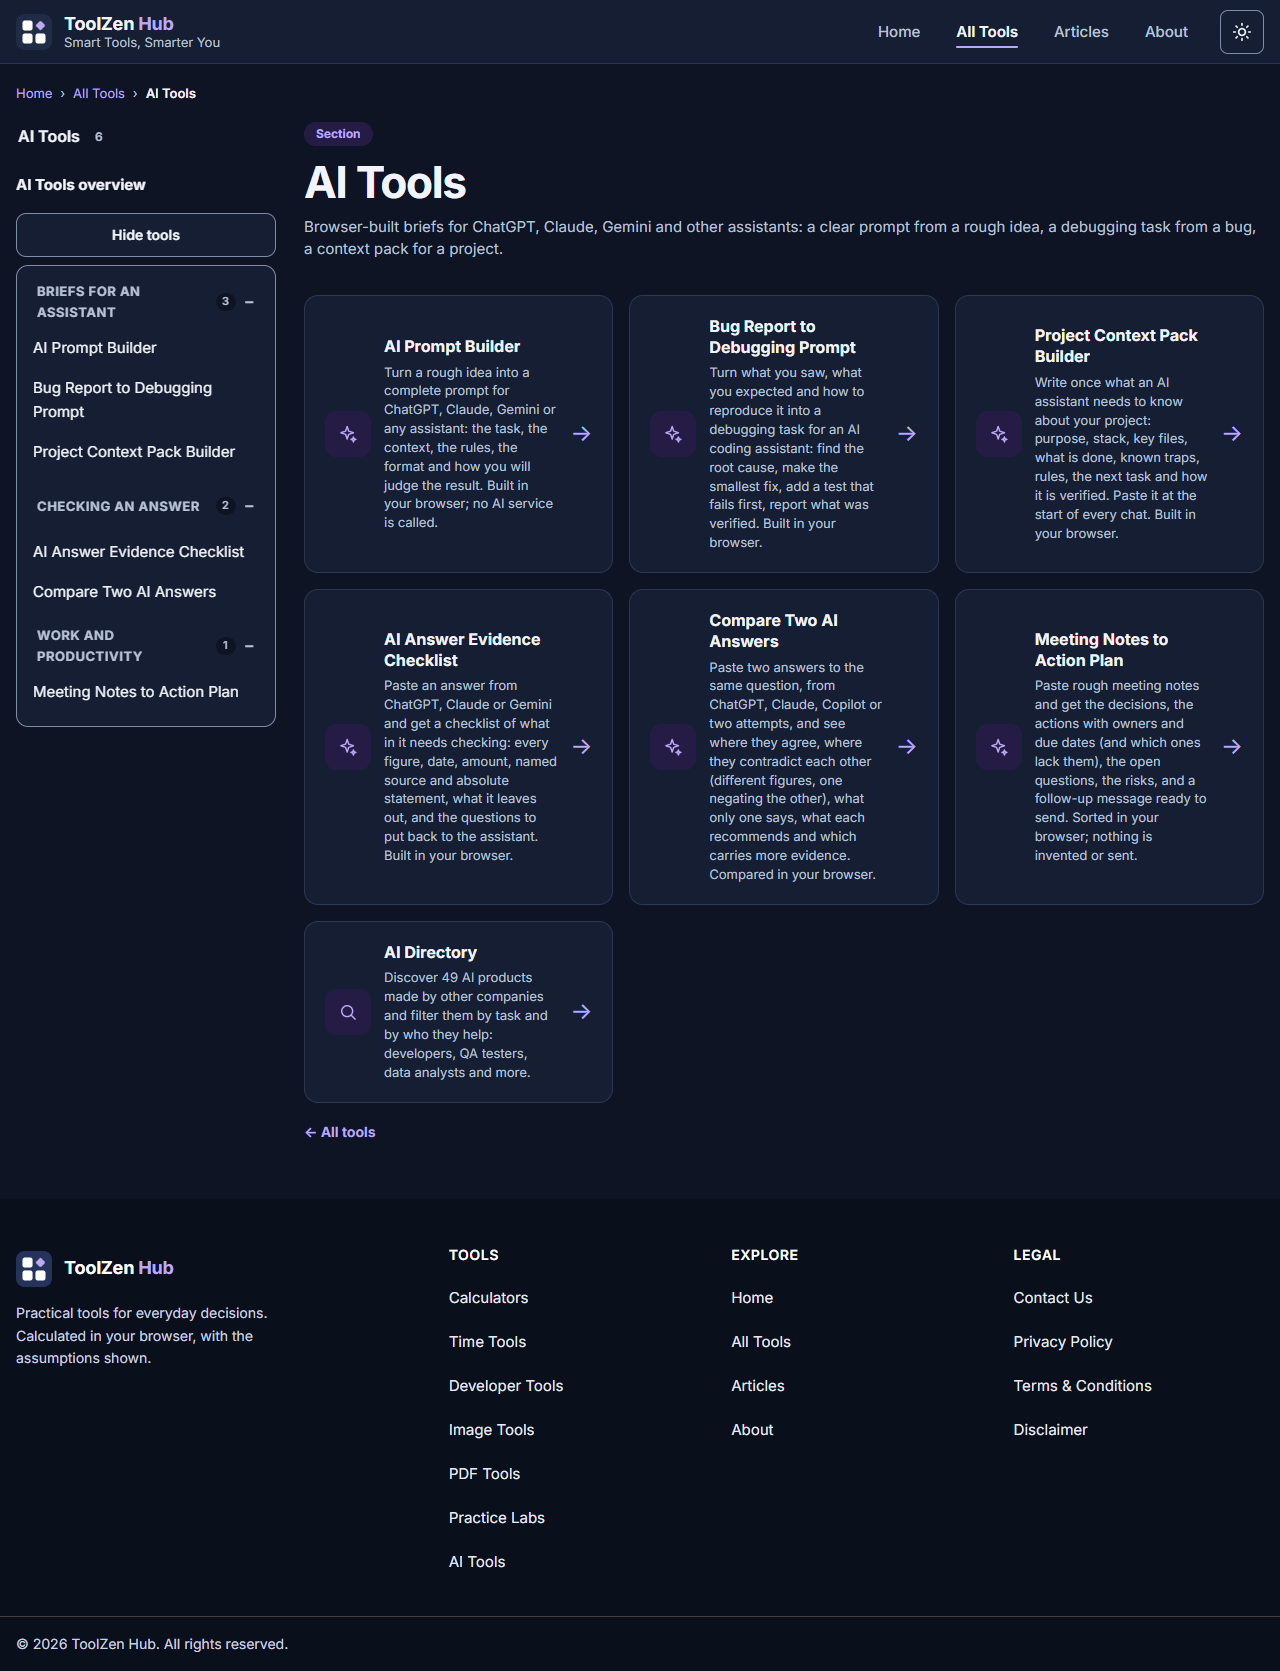 ToolZen Hub
Smart Tools, Smarter You
Home
All Tools
Articles
About
Home › All Tools › AI Tools
AI Tools 6
AI Tools overview
Hide tools
BRIEFS FOR AN
ASSISTANT
3 −
AI Prompt Builder
Bug Report to Debugging
Prompt
Project Context Pack Builder
CHECKING AN ANSWER 2 −
AI Answer Evidence Checklist
Compare Two AI Answers
WORK AND
PRODUCTIVITY
1 −
Meeting Notes to Action Plan
Section
AI Tools
Browser-built briefs for ChatGPT, Claude, Gemini and other assistants: a clear prompt from a rough idea, a debugging task from a bug,
a context pack for a project.
AI Prompt Builder
Turn a rough idea into a
complete prompt for
ChatGPT, Claude, Gemini or
any assistant: the task, the
context, the rules, the
format and how you will
judge the result. Built in
your browser; no AI service
is called.
→
Bug Report to
Debugging Prompt
Turn what you saw, what
you expected and how to
reproduce it into a
debugging task for an AI
coding assistant: find the
root cause, make the
smallest fix, add a test that
fails first, report what was
verified. Built in your
browser.
→
Project Context Pack
Builder
Write once what an AI
assistant needs to know
about your project:
purpose, stack, key files,
what is done, known traps,
rules, the next task and how
it is verified. Paste it at the
start of every chat. Built in
your browser.
→
AI Answer Evidence
Checklist
Paste an answer from
ChatGPT, Claude or Gemini
and get a checklist of what
in it needs checking: every
figure, date, amount, named
source and absolute
statement, what it leaves
out, and the questions to
put back to the assistant.
Built in your browser.
→
Compare Two AI
Answers
Paste two answers to the
same question, from
ChatGPT, Claude, Copilot or
two attempts, and see
where they agree, where
they contradict each other
(different figures, one
negating the other), what
only one says, what each
recommends and which
carries more evidence.
Compared in your browser.
→
Meeting Notes to
Action Plan
Paste rough meeting notes
and get the decisions, the
actions with owners and
due dates (and which ones
lack them), the open
questions, the risks, and a
follow-up message ready to
send. Sorted in your
browser; nothing is
invented or sent.
→
AI Directory
Discover 49 AI products
made by other companies
and filter them by task and
by who they help:
developers, QA testers,
data analysts and more.
→
← All tools
ToolZen Hub
Practical tools for everyday decisions.
Calculated in your browser, with the
assumptions shown.
TOOLS
Calculators
Time Tools
Developer Tools
Image Tools
PDF Tools
Practice Labs
AI Tools
EXPLORE
Home
All Tools
Articles
About
LEGAL
Contact Us
Privacy Policy
Terms & Conditions
Disclaimer
© 2026 ToolZen Hub. All rights reserved.